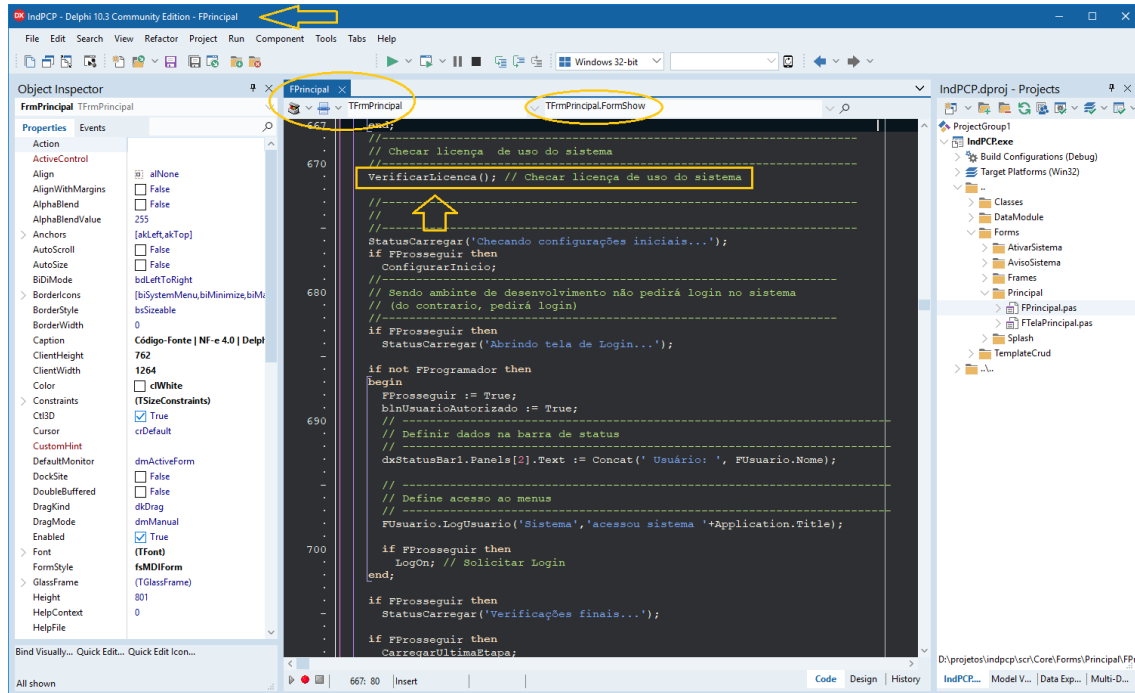 IndPCP - Delphi 10.3 Community Edition - FPrincipal
File Edit Search View Refactor Project Run Component Tools Tabs Help
Windows 32-bit
Object Inspector
FrmPrincipal TFrmPrincipal
Properties Events
Action
ActiveControl
Align alNone
AlignWithMargins False
AlphaBlend False
AlphaBlendValue 255
Anchors [akLeft,akTop]
AutoScroll False
AutoSize False
BiDiMode bdLeftToRight
BorderIcons [biSystemMenu,biMinimize,biMa
BorderStyle bsSizeable
BorderWidth 0
Caption Código-Fonte | NF-e 4.0 | Delph
ClientHeight 762
ClientWidth 1264
Color clWhite
Constraints (TSizeConstraints)
Ctl3D True
Cursor crDefault
CustomHint
DefaultMonitor dmActiveForm
DockSite False
DoubleBuffered False
DragKind dkDrag
DragMode dmManual
Enabled True
Font (TFont)
FormStyle fsMDIForm
GlassFrame (TGlassFrame)
Height 801
HelpContext 0
HelpFile
Bind Visually... Quick Edit... Quick Edit Icon...
All shown
FPrincipal
TFrmPrincipal TFrmPrincipal.FormShow
667 end;
//------------------------------------------------------------------
// Checar licença de uso do sistema
670 //------------------------------------------------------------------
VerificarLicenca(); // Checar licença de uso do sistema
//------------------------------------------------------------------
//
//------------------------------------------------------------------
StatusCarregar('Checando configurações iniciais...');
if FProsseguir then
ConfigurarInicio;
//---------------------------------------------------------------
680 // Sendo ambinte de desenvolvimento não pedirá login no sistema
// (do contrario, pedirá login)
//---------------------------------------------------------------
if FProsseguir then
StatusCarregar('Abrindo tela de Login...');
if not FProgramador then
begin
FProsseguir := True;
blnUsuarioAutorizado := True;
690 // ---------------------------------------------------------------------
// Definir dados na barra de status
// ---------------------------------------------------------------------
dxStatusBar1.Panels[2].Text := Concat(' Usuário: ', FUsuario.Nome);
// ---------------------------------------------------------------------
// Define acesso ao menus
// ---------------------------------------------------------------------
FUsuario.LogUsuario('Sistema','acessou sistema '+Application.Title);
700 if FProsseguir then
LogOn; // Solicitar Login
end;
if FProsseguir then
StatusCarregar('Verificações finais...');
if FProsseguir then
CarregarUltimaEtapa;
667: 80 Insert
Code Design History
IndPCP.dproj - Projects
ProjectGroup1
IndPCP.exe
Build Configurations (Debug)
Target Platforms (Win32)
..
Classes
DataModule
Forms
AtivarSistema
AvisoSistema
Frames
Principal
FPrincipal.pas
FTelaPrincipal.pas
Splash
TemplateCrud
..\..
D:\projetos\indpcp\scr\Core\Forms\Principal\FPr
IndPCP.... Model V... Data Exp... Multi-D...